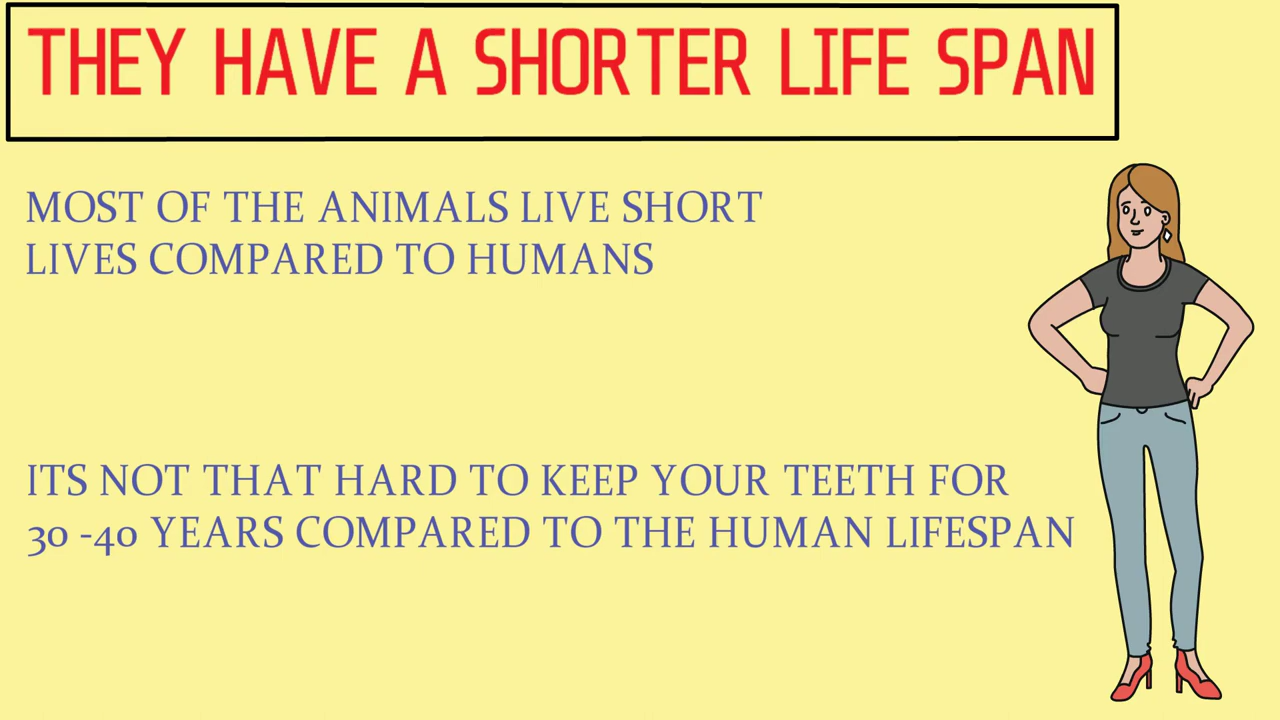 THEY HAVE A SHORTER LIFE SPAN
MOST OF THE ANIMALS LIVE SHORT
LIVES COMPARED TO HUMANS
ITS NOT THAT HARD TO KEEP YOUR TEETH FOR
30 -40 YEARS COMPARED TO THE HUMAN LIFESPAN